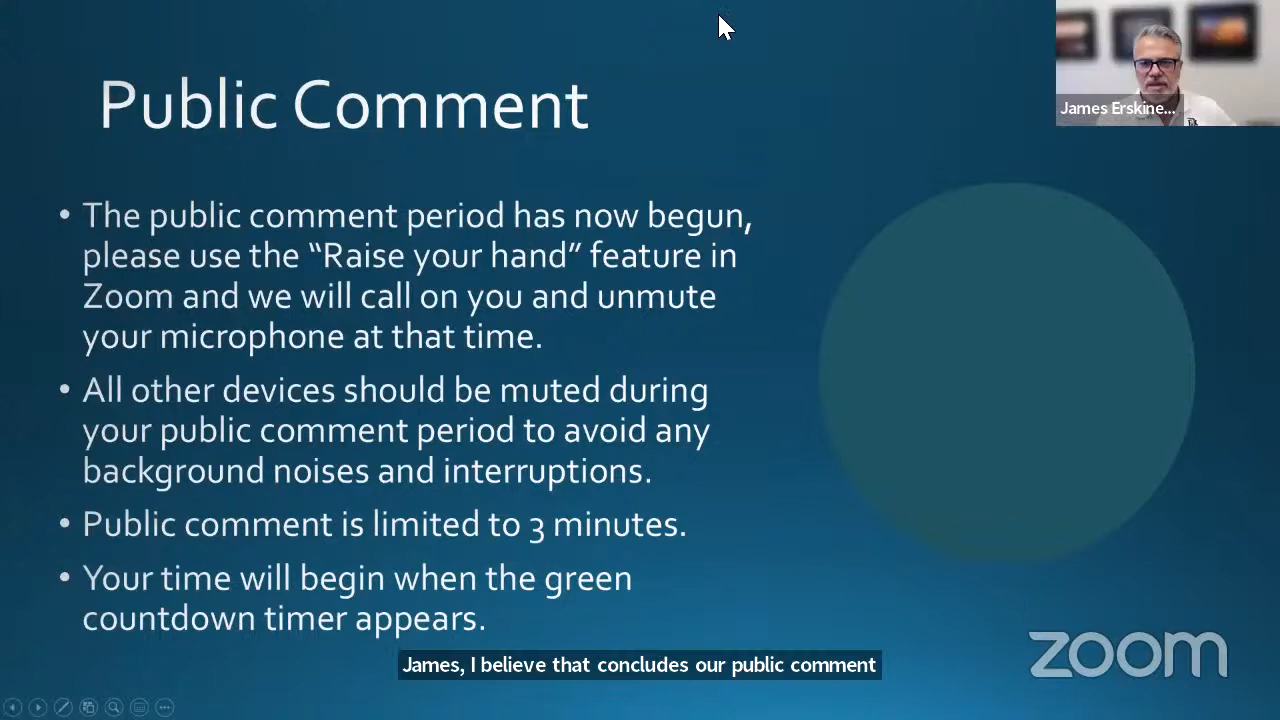 Public Comment
James Erskine...
• The public comment period has now begun,
please use the “Raise your hand” feature in
Zoom and we will call on you and unmute
your microphone at that time.
• All other devices should be muted during
your public comment period to avoid any
background noises and interruptions.
• Public comment is limited to 3 minutes.
• Your time will begin when the green
countdown timer appears.
James, I believe that concludes our public comment
zoom